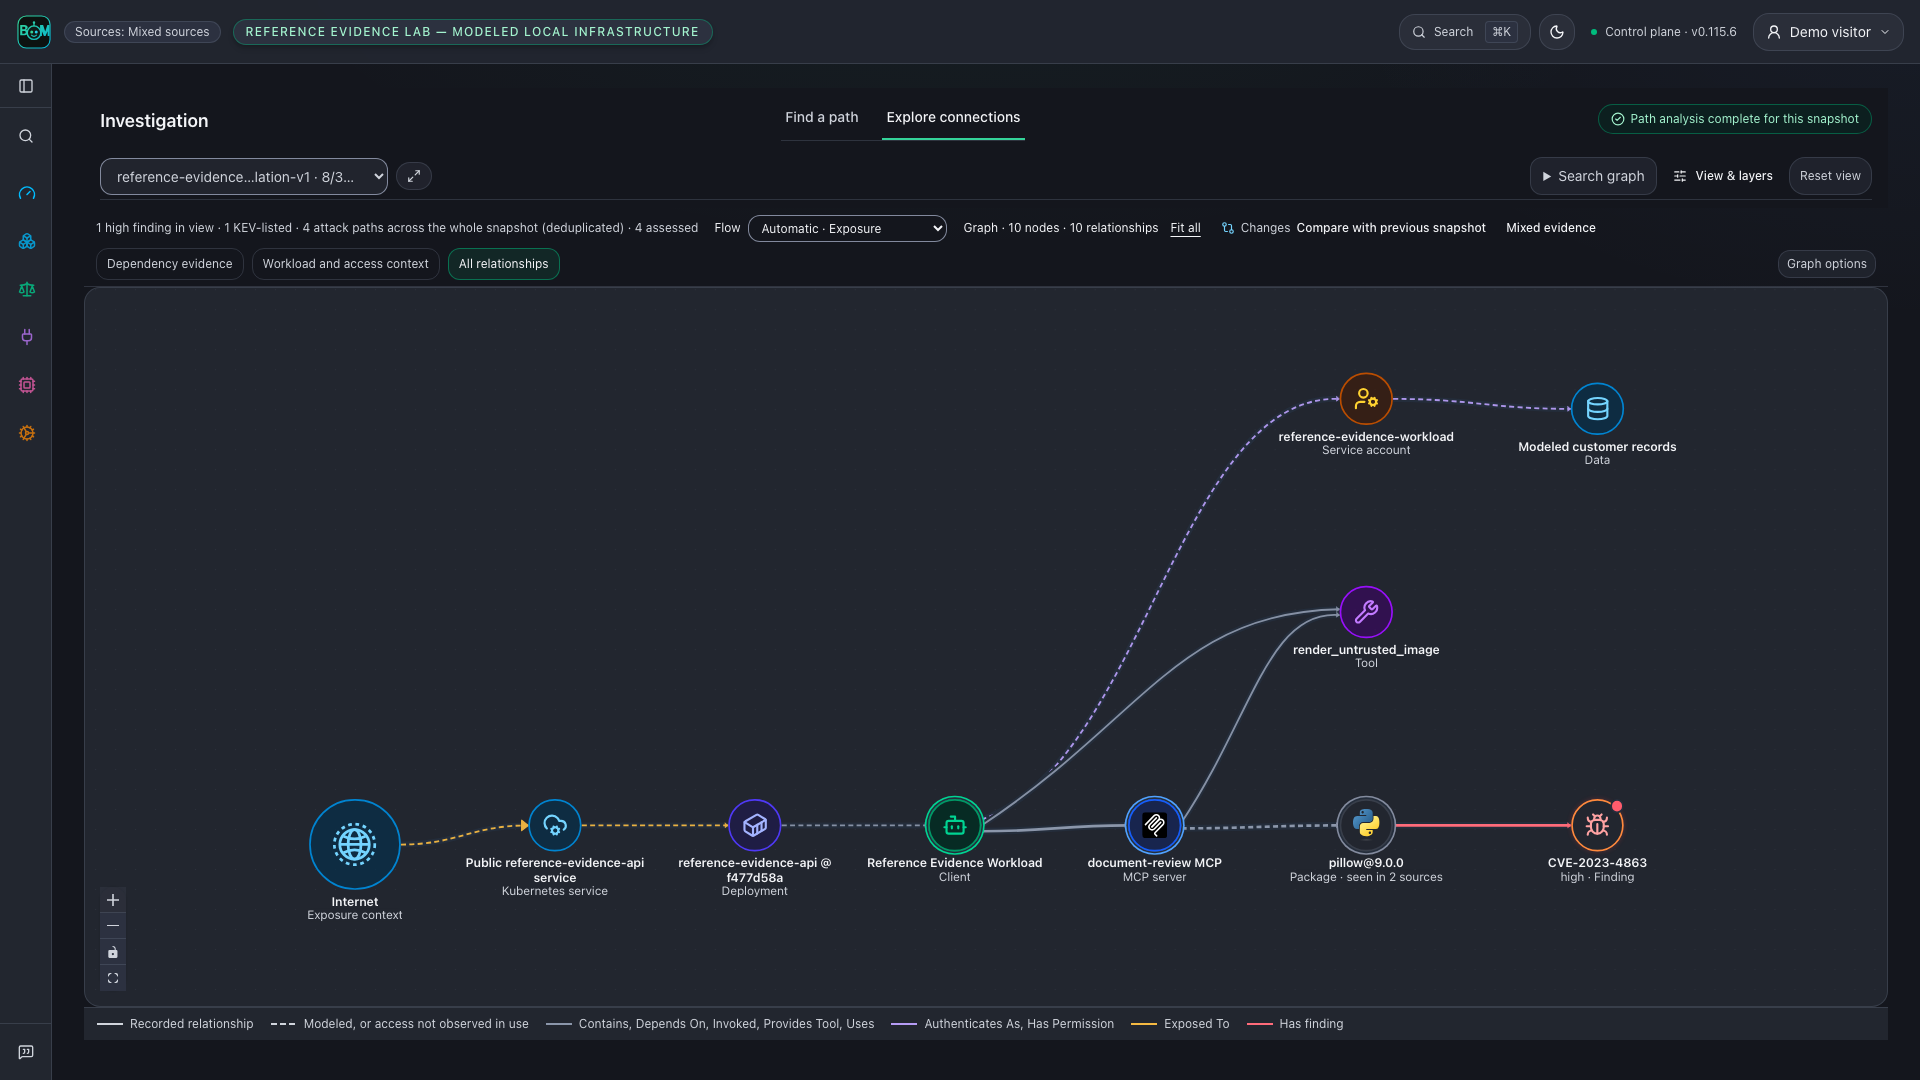 BOM
Sources: Mixed sources
REFERENCE EVIDENCE LAB — MODELED LOCAL INFRASTRUCTURE
Search ⌘K
Control plane · v0.115.6
Demo visitor
Investigation
Find a path
Explore connections
Path analysis complete for this snapshot
reference-evidence...lation-v1 · 8/3...
Search graph
View & layers
Reset view
1 high finding in view · 1 KEV-listed · 4 attack paths across the whole snapshot (deduplicated) · 4 assessed
Flow
Automatic · Exposure
Graph · 10 nodes · 10 relationships
Fit all
Changes
Compare with previous snapshot
Mixed evidence
Dependency evidence
Workload and access context
All relationships
Graph options
reference-evidence-workload
Service account
Modeled customer records
Data
render_untrusted_image
Tool
Internet
Exposure context
Public reference-evidence-api
service
Kubernetes service
reference-evidence-api @
f477d58a
Deployment
Reference Evidence Workload
Client
document-review MCP
MCP server
pillow@9.0.0
Package · seen in 2 sources
CVE-2023-4863
high · Finding
Recorded relationship
Modeled, or access not observed in use
Contains, Depends On, Invoked, Provides Tool, Uses
Authenticates As, Has Permission
Exposed To
Has finding